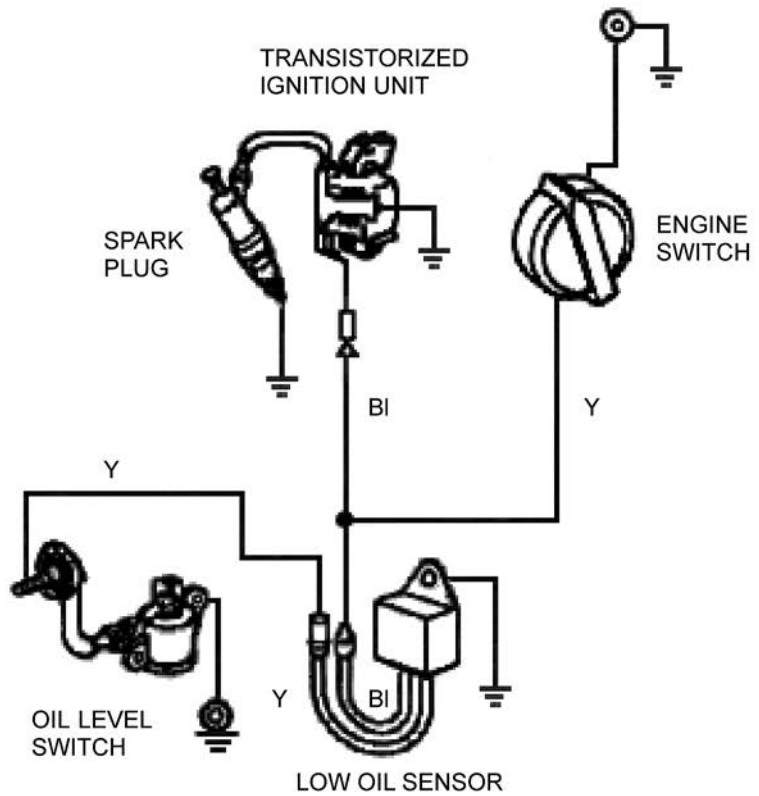 TRANSISTORIZED
IGNITION UNIT
SPARK
PLUG
ENGINE
SWITCH
Bl
Y
Y
Y
Bl
OIL LEVEL
SWITCH
LOW OIL SENSOR